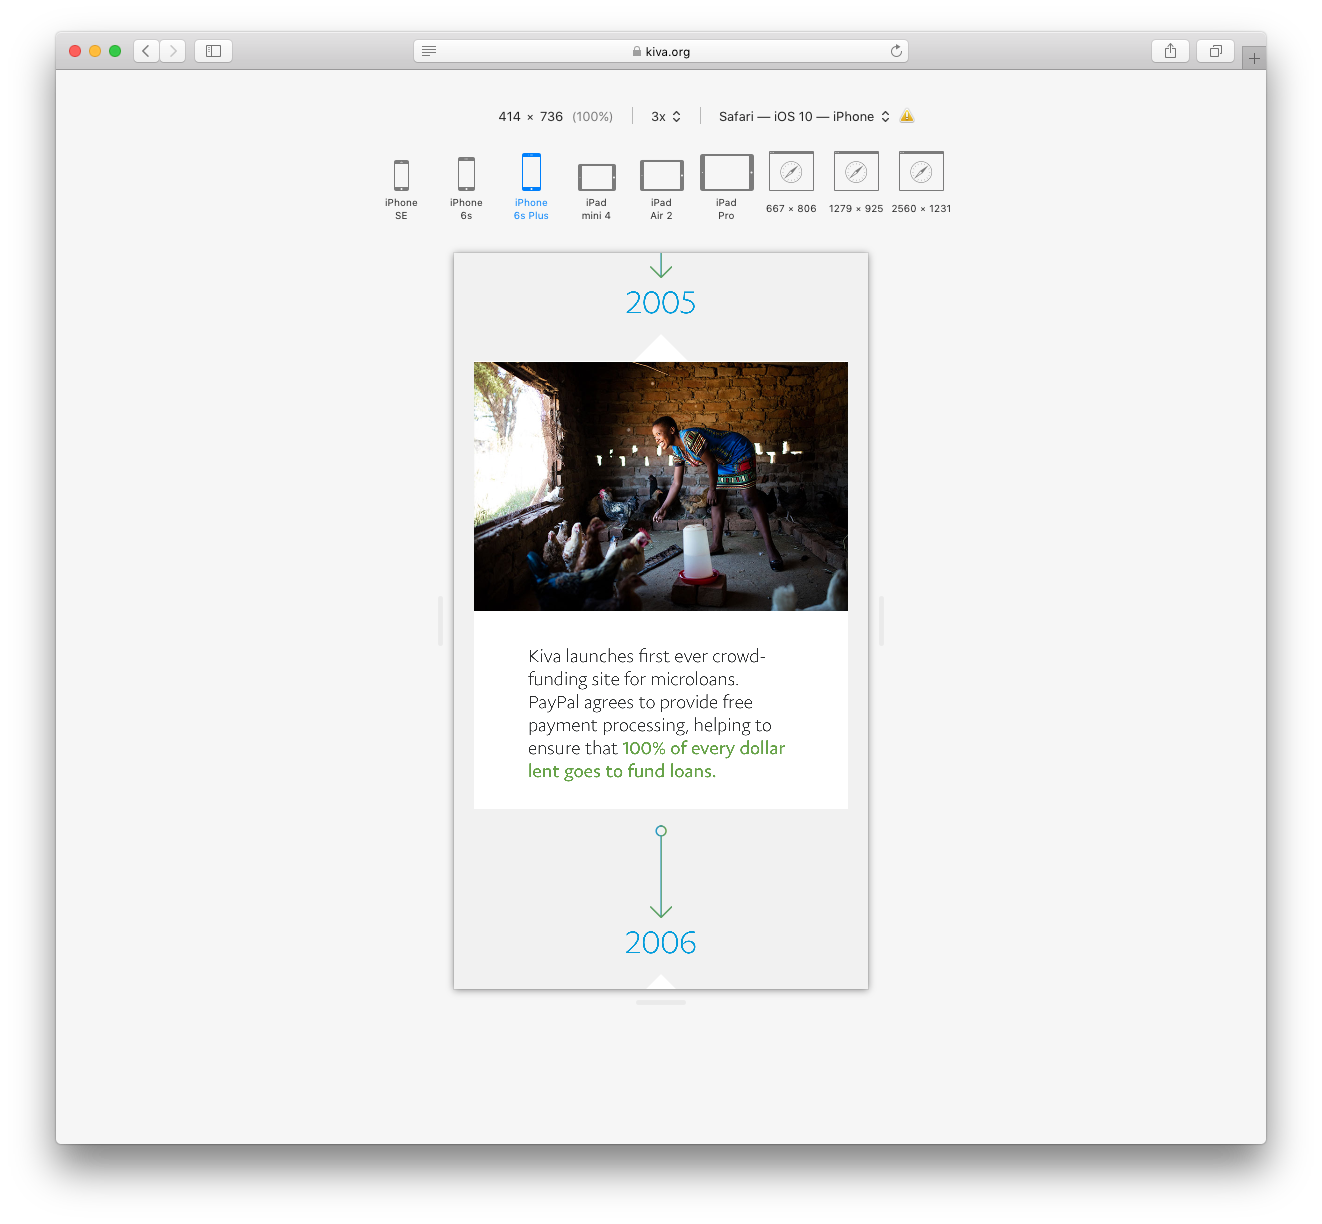 kiva.org
414 × 736 (100%) 3x Safari — iOS 10 — iPhone
iPhone
SE
iPhone
6s
iPhone
6s Plus
iPad
mini 4
iPad
Air 2
iPad
Pro
667 × 806
1279 × 925
2560 × 1231
2005
Kiva launches first ever crowd-
funding site for microloans.
PayPal agrees to provide free
payment processing, helping to
ensure that 100% of every dollar
lent goes to fund loans.
2006